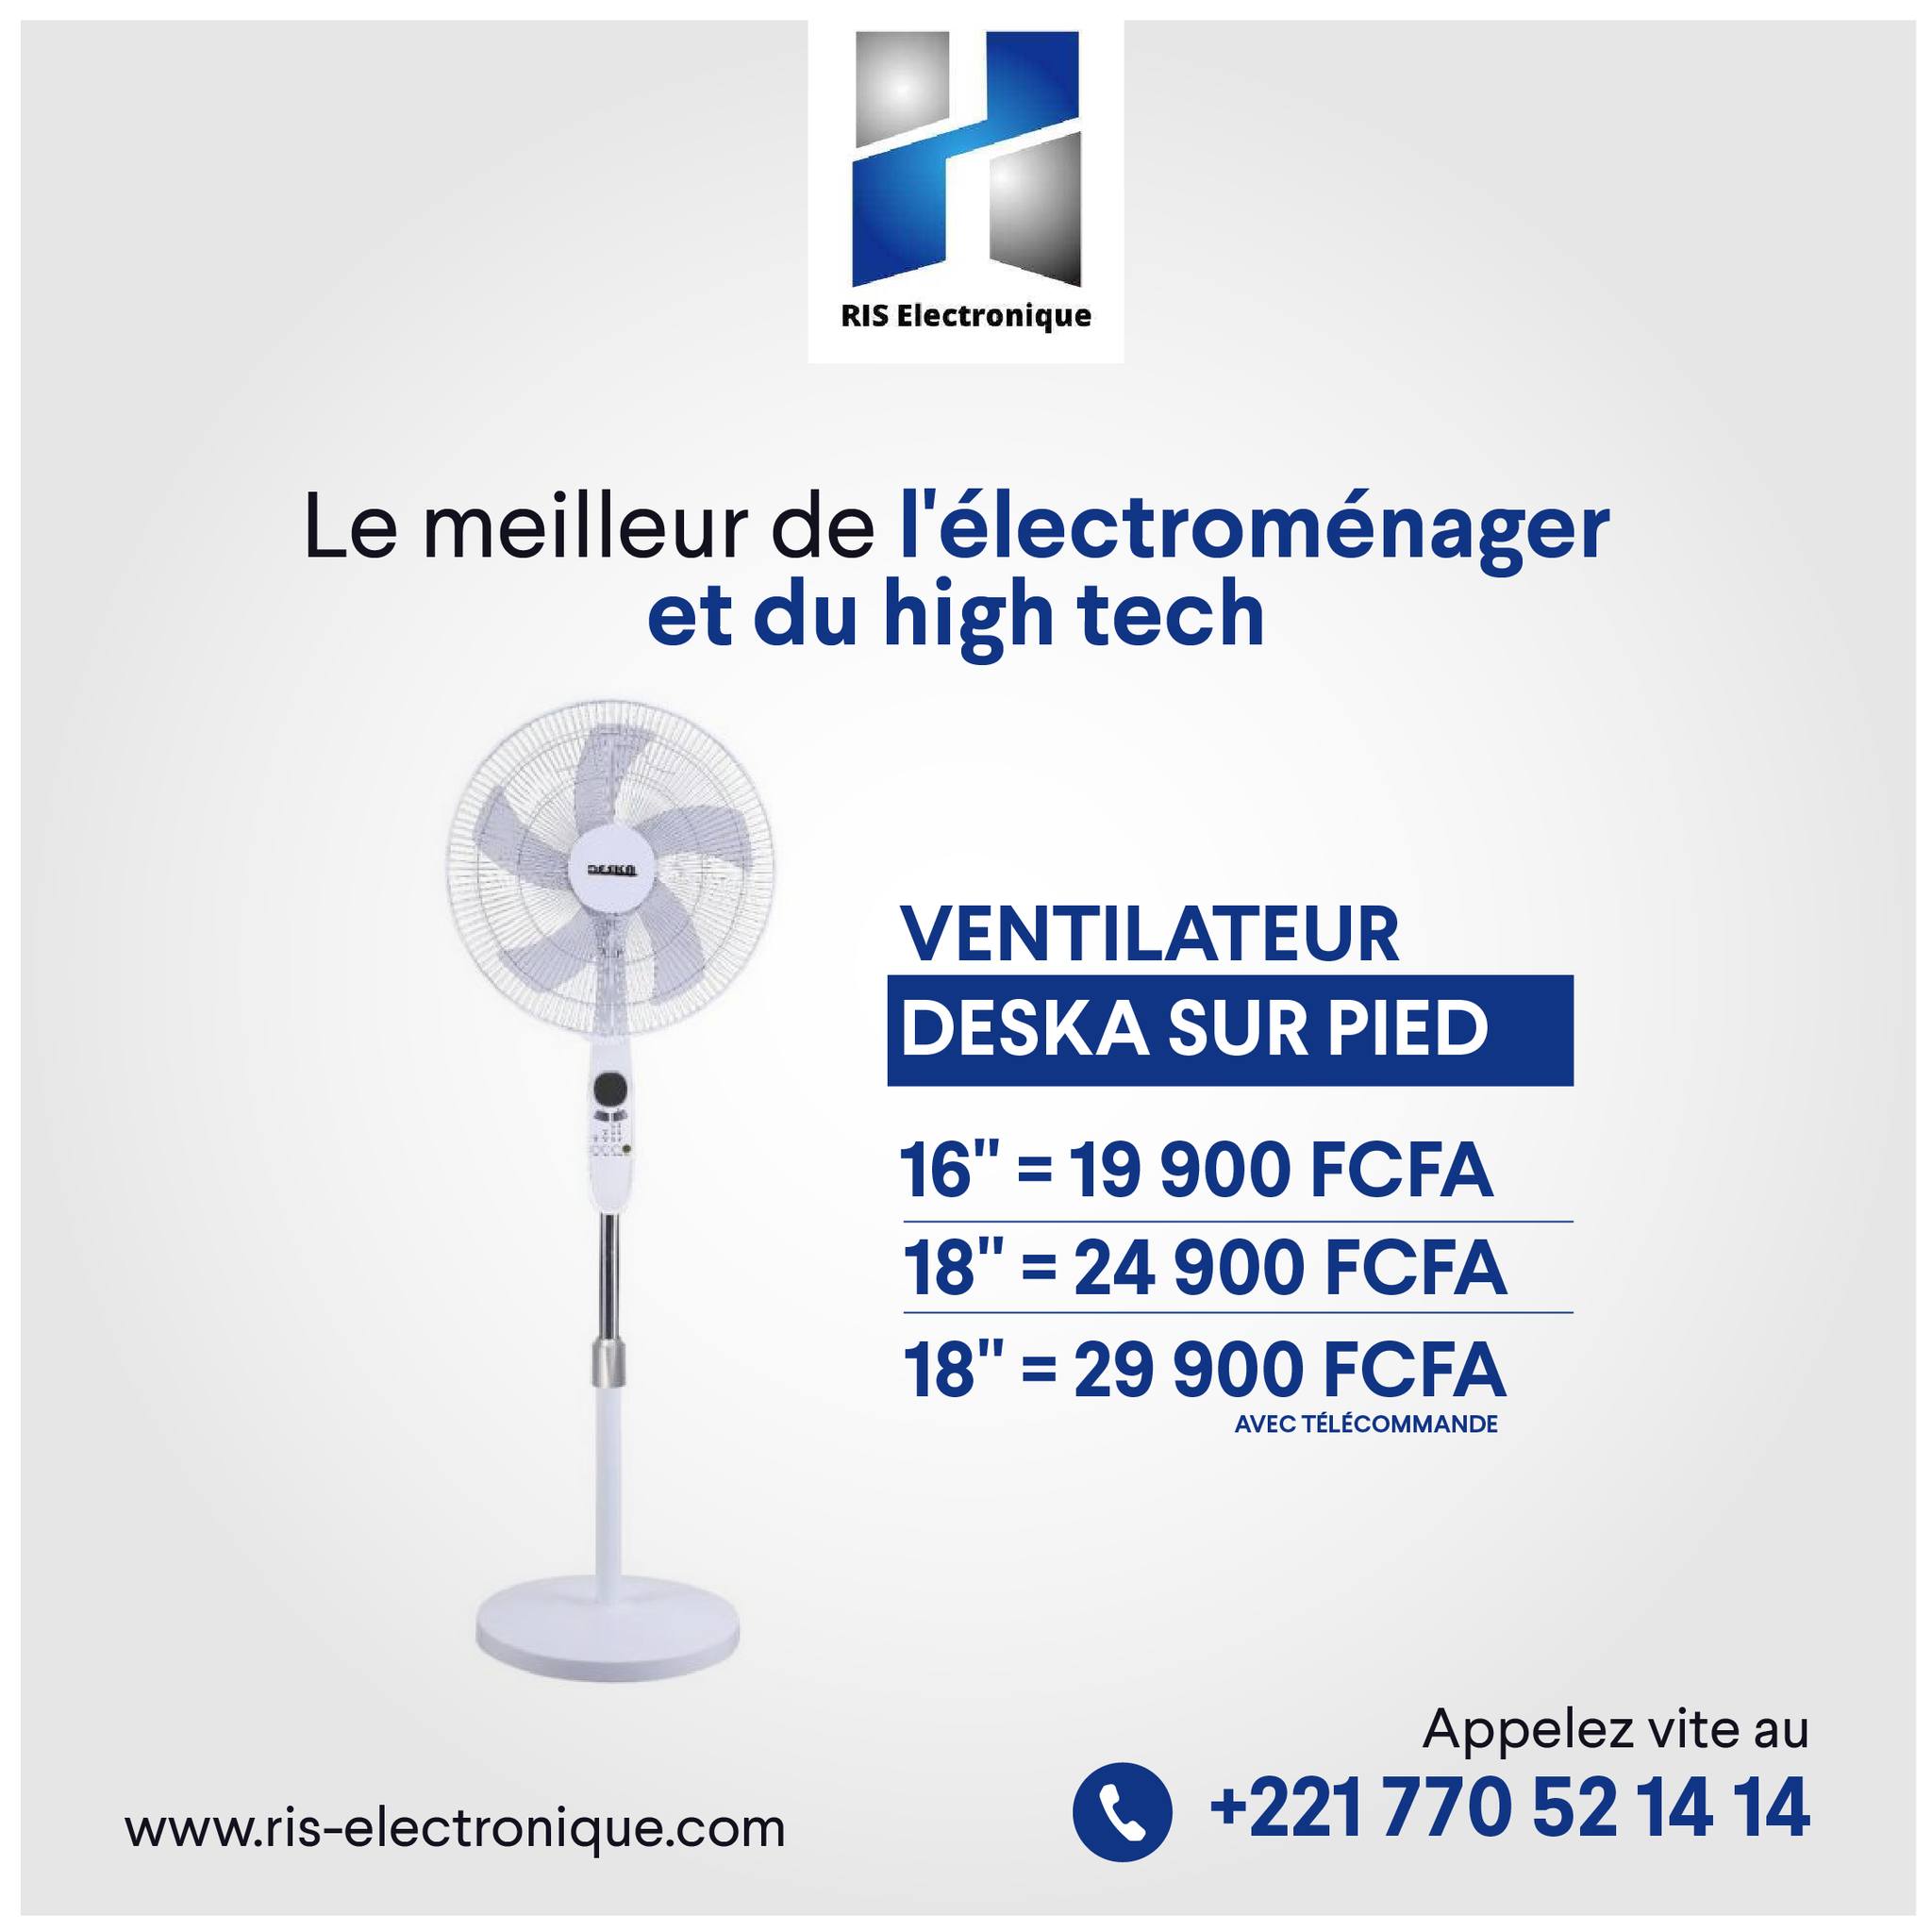 RIS Electronique
Le meilleur de l'électroménager
et du high tech
DESKA
VENTILATEUR
DESKA SUR PIED
16" = 19 900 FCFA
18" = 24 900 FCFA
18" = 29 900 FCFA
AVEC TÉLÉCOMMANDE
Appelez vite au
+221 770 52 14 14
www.ris-electronique.com